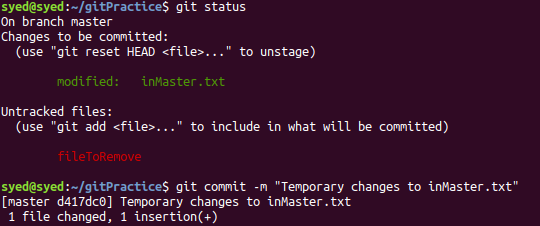 syed@syed:~/gitPractice$ git status
On branch master
Changes to be committed:
  (use "git reset HEAD <file>..." to unstage)

        modified:   inMaster.txt

Untracked files:
  (use "git add <file>..." to include in what will be committed)

        fileToRemove

syed@syed:~/gitPractice$ git commit -m "Temporary changes to inMaster.txt"
[master d417dc0] Temporary changes to inMaster.txt
 1 file changed, 1 insertion(+)